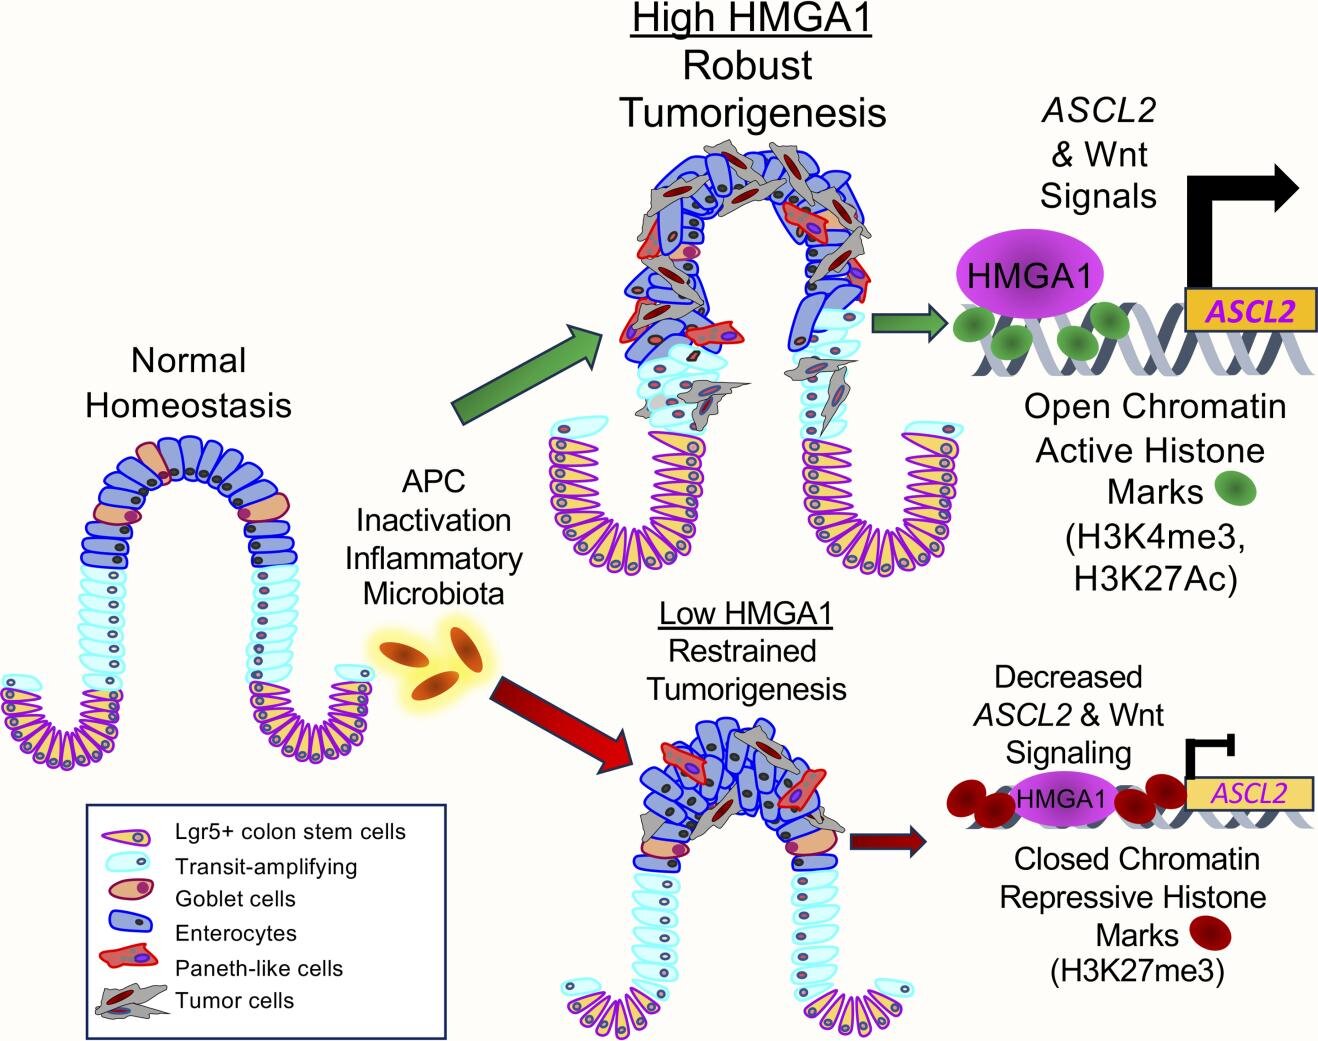 High HMGA1
Robust
Tumorigenesis
ASCL2
& Wnt
Signals
HMGA1
ASCL2
Open Chromatin
Active Histone
Marks
(H3K4me3,
H3K27Ac)
Normal
Homeostasis
APC
Inactivation
Inflammatory
Microbiota
Low HMGA1
Restrained
Tumorigenesis
Decreased
ASCL2 & Wnt
Signaling
HMGA1
ASCL2
Closed Chromatin
Repressive Histone
Marks
(H3K27me3)
Lgr5+ colon stem cells
Transit-amplifying
Goblet cells
Enterocytes
Paneth-like cells
Tumor cells